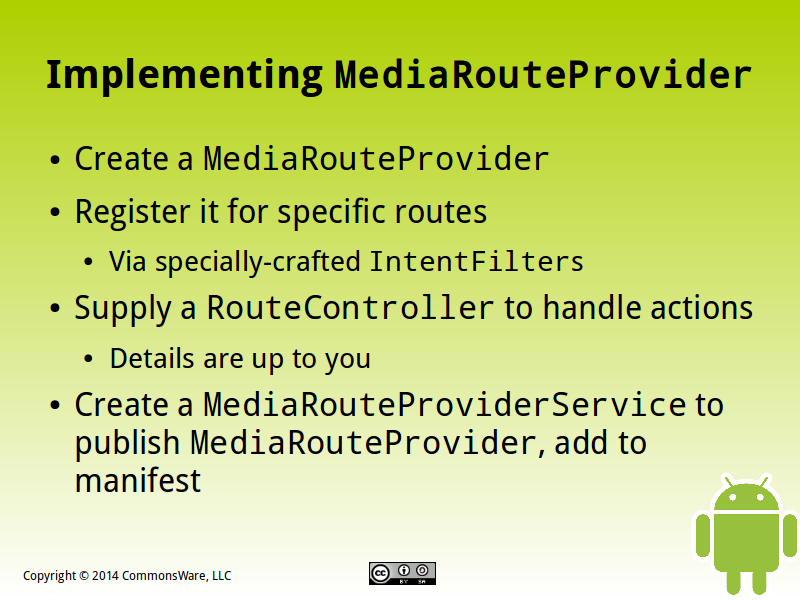 Implementing MediaRouteProvider
• Create a MediaRouteProvider
• Register it for specific routes
• Via specially-crafted IntentFilters
• Supply a RouteController to handle actions
• Details are up to you
• Create a MediaRouteProviderService to
publish MediaRouteProvider, add to
manifest
Copyright © 2014 CommonsWare, LLC
cc BY SA